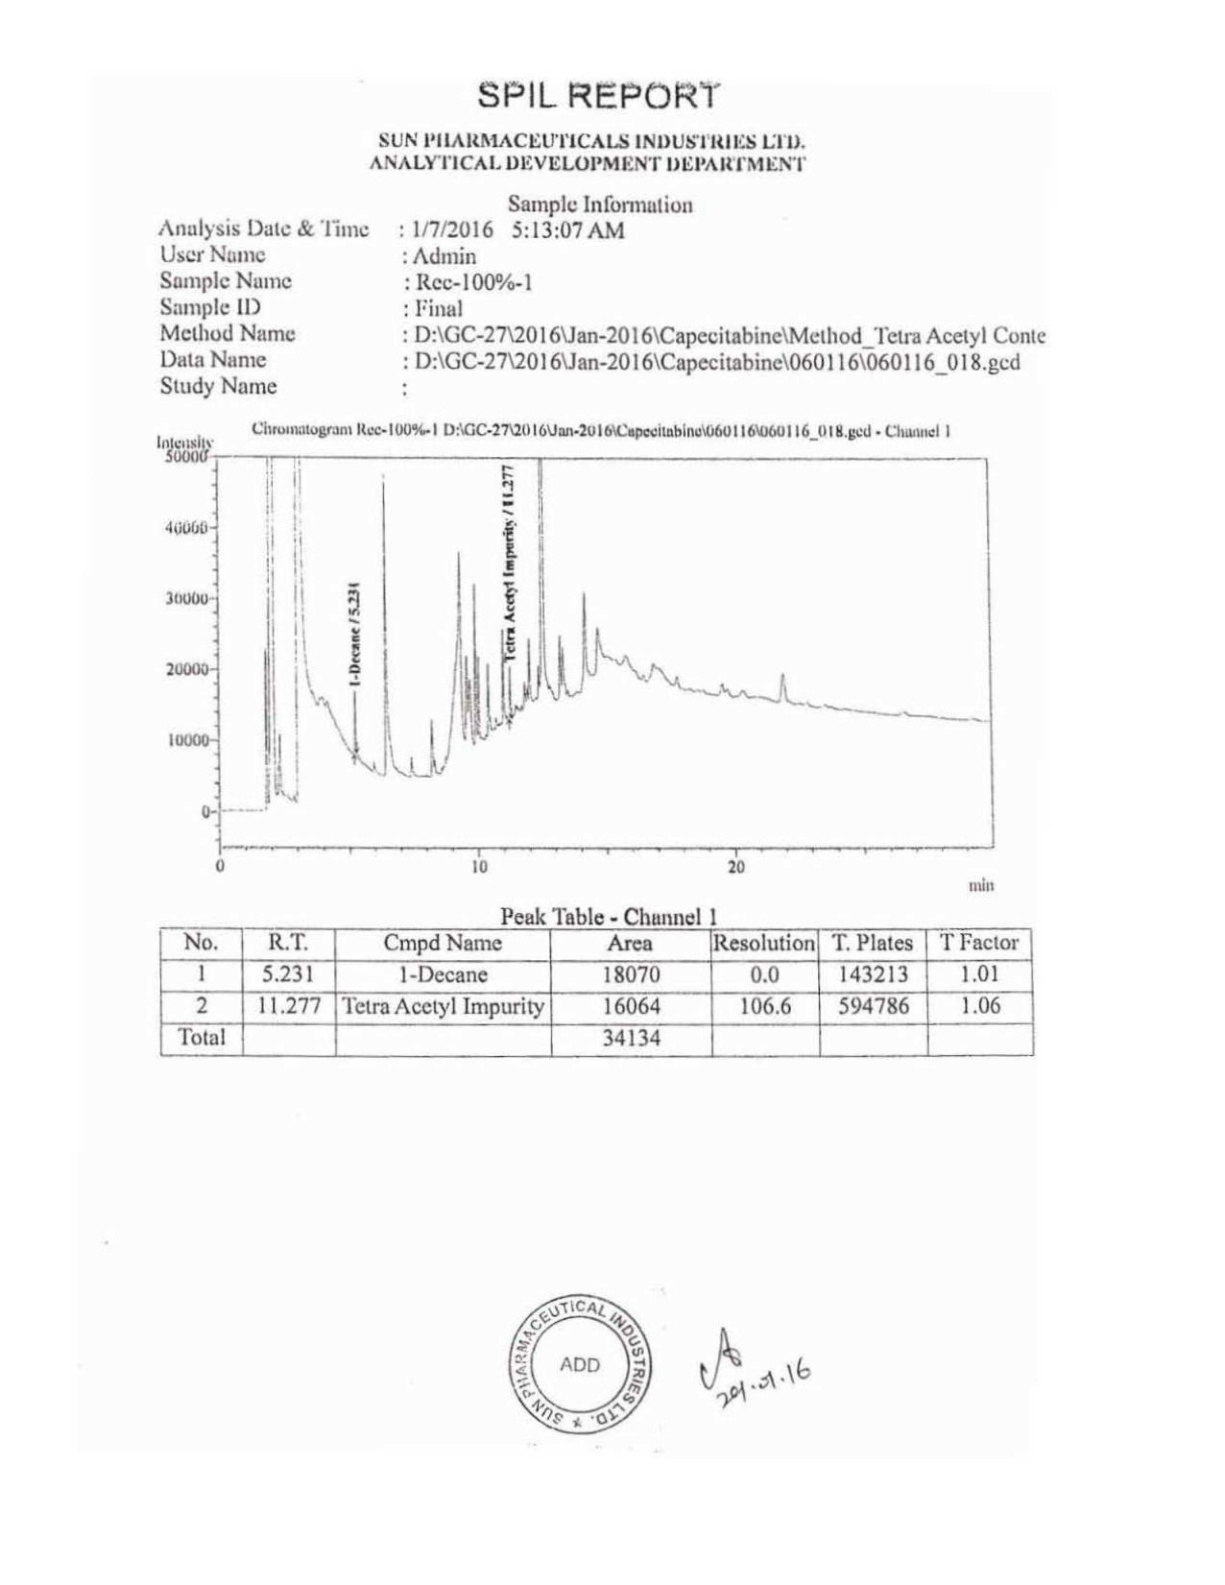 SPIL REPORT
SUN PHARMACEUTICALS INDUSTRIES LTD.
ANALYTICAL DEVELOPMENT DEPARTMENT
Sample Information
Analysis Date & Time : 1/7/2016 5:13:07 AM
User Name : Admin
Sample Name : Rec-100%-1
Sample ID : Final
Method Name : D:\GC-27\2016\Jan-2016\Capecitabine\Method_Tetra Acetyl Conte
Data Name : D:\GC-27\2016\Jan-2016\Capecitabine\060116\060116_018.gcd
Study Name :
Chromatogram Rec-100%-1 D:\GC-27\2016\Jan-2016\Capecitabine\060116\060116_018.gcd - Channel 1
Intensity
50000
40000
30000
20000
10000
0
1-Decane / 5.231
Tetra Acetyl Impurity / 11.277
0 10 20
min
Peak Table - Channel 1
No. R.T. Cmpd Name Area Resolution T. Plates T Factor
1 5.231 1-Decane 18070 0.0 143213 1.01
2 11.277 Tetra Acetyl Impurity 16064 106.6 594786 1.06
Total 34134
SUN PHARMACEUTICAL INDUSTRIES LTD. *
ADD
29.01.16